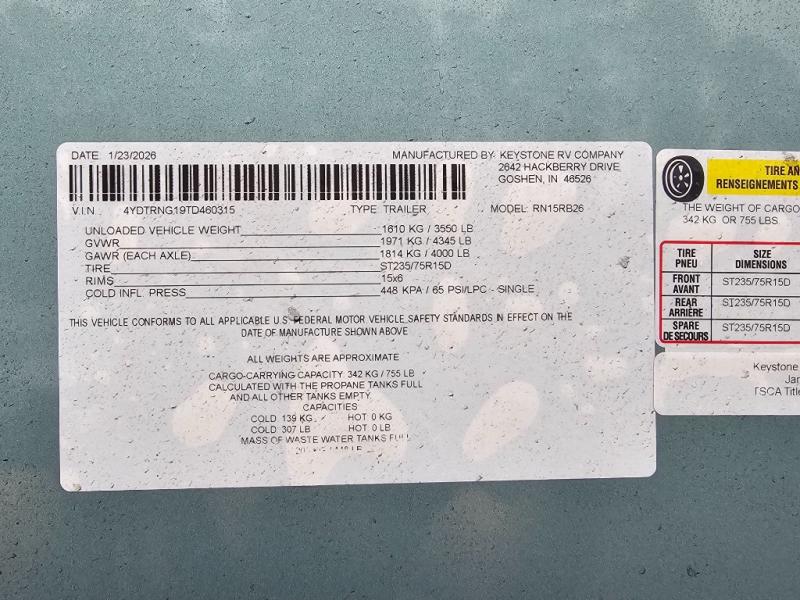 DATE 1/23/2026
MANUFACTURED BY: KEYSTONE RV COMPANY
2642 HACKBERRY DRIVE
GOSHEN, IN 46526
V.I.N. 4YDTRNG19TD460315 TYPE TRAILER MODEL: RN15RB26
UNLOADED VEHICLE WEIGHT 1610 KG / 3550 LB
GVWR 1971 KG / 4345 LB
GAWR (EACH AXLE) 1814 KG / 4000 LB
TIRE ST235/75R15D
RIMS 15x6
COLD INFL. PRESS 448 KPA / 65 PSI/LPC - SINGLE
THIS VEHICLE CONFORMS TO ALL APPLICABLE U.S FEDERAL MOTOR VEHICLE SAFETY STANDARDS IN EFFECT ON THE
DATE OF MANUFACTURE SHOWN ABOVE
ALL WEIGHTS ARE APPROXIMATE
CARGO-CARRYING CAPACITY: 342 KG / 755 LB
CALCULATED WITH THE PROPANE TANKS FULL
AND ALL OTHER TANKS EMPTY.
CAPACITIES
COLD 139 KG. HOT 0 KG
COLD: 307 LB HOT: 0 LB
MASS OF WASTE WATER TANKS FULL
TIRE AN
RENSEIGNEMENTS
THE WEIGHT OF CARGO
342 KG OR 755 LBS.
TIRE PNEU SIZE DIMENSIONS
FRONT AVANT ST235/75R15D
REAR ARRIÈRE ST235/75R15D
SPARE DE SECOURS ST235/75R15D
Keystone
Jan
TSCA Title